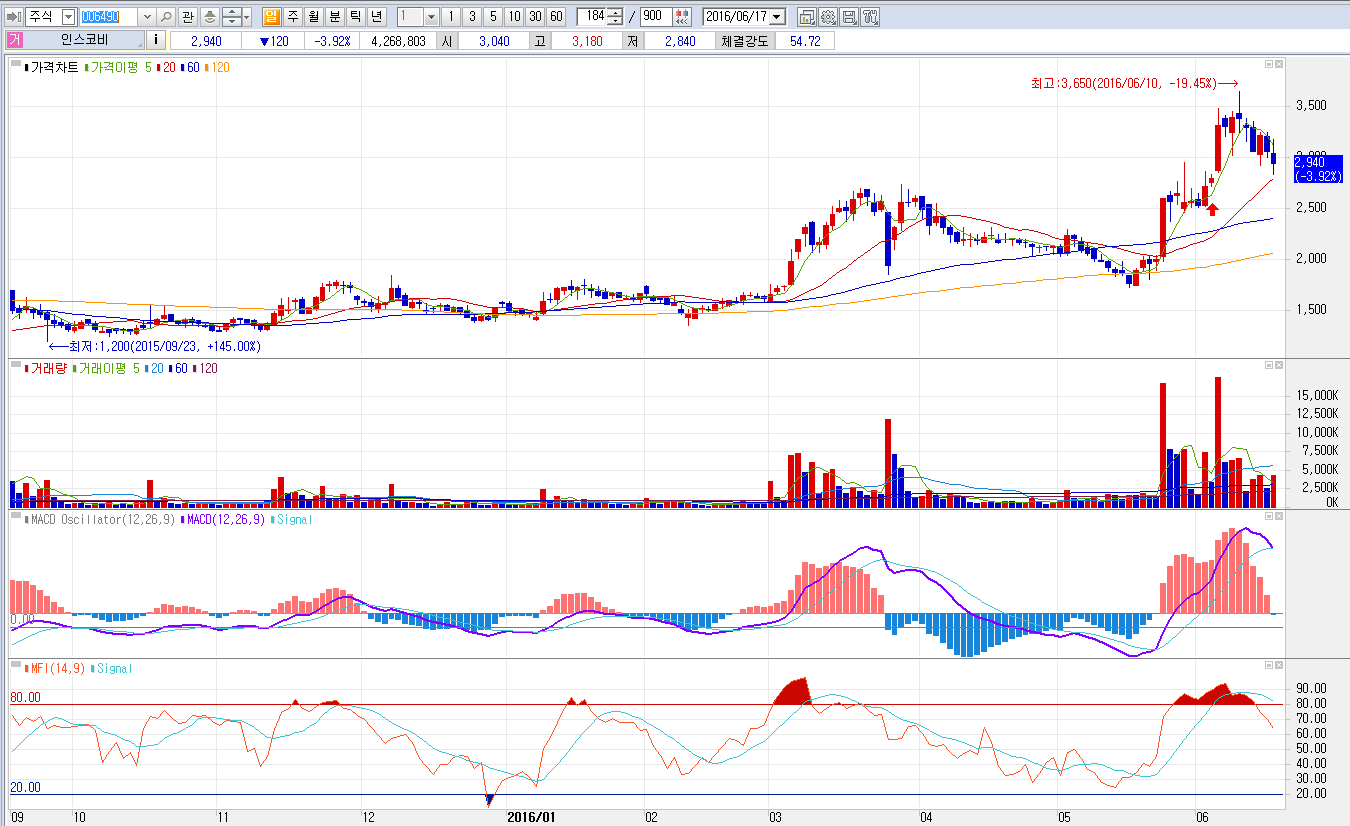 주식 006490 관 일 주 월 분 틱 년 1 1 3 5 10 30 60 184 / 900 2016/06/17
거 인스코비 i 2,940 ▼120 -3.92% 4,268,803 시 3,040 고 3,180 저 2,840 체결강도 54.72
가격차트 가격이평 5 20 60 120
최고:3,650(2016/06/10, -19.45%)
3,500
3,000
2,940
(-3.92%)
2,500
2,000
1,500
최저:1,200(2015/09/23, +145.00%)
거래량 거래이평 5 20 60 120
15,000K
12,500K
10,000K
7,500K
5,000K
2,500K
0K
MACD Oscillator(12,26,9) MACD(12,26,9) Signal
0.00
MFI(14,9) Signal
80.00
20.00
90.00
80.00
70.00
60.00
50.00
40.00
30.00
20.00
09 10 11 12 2016/01 02 03 04 05 06